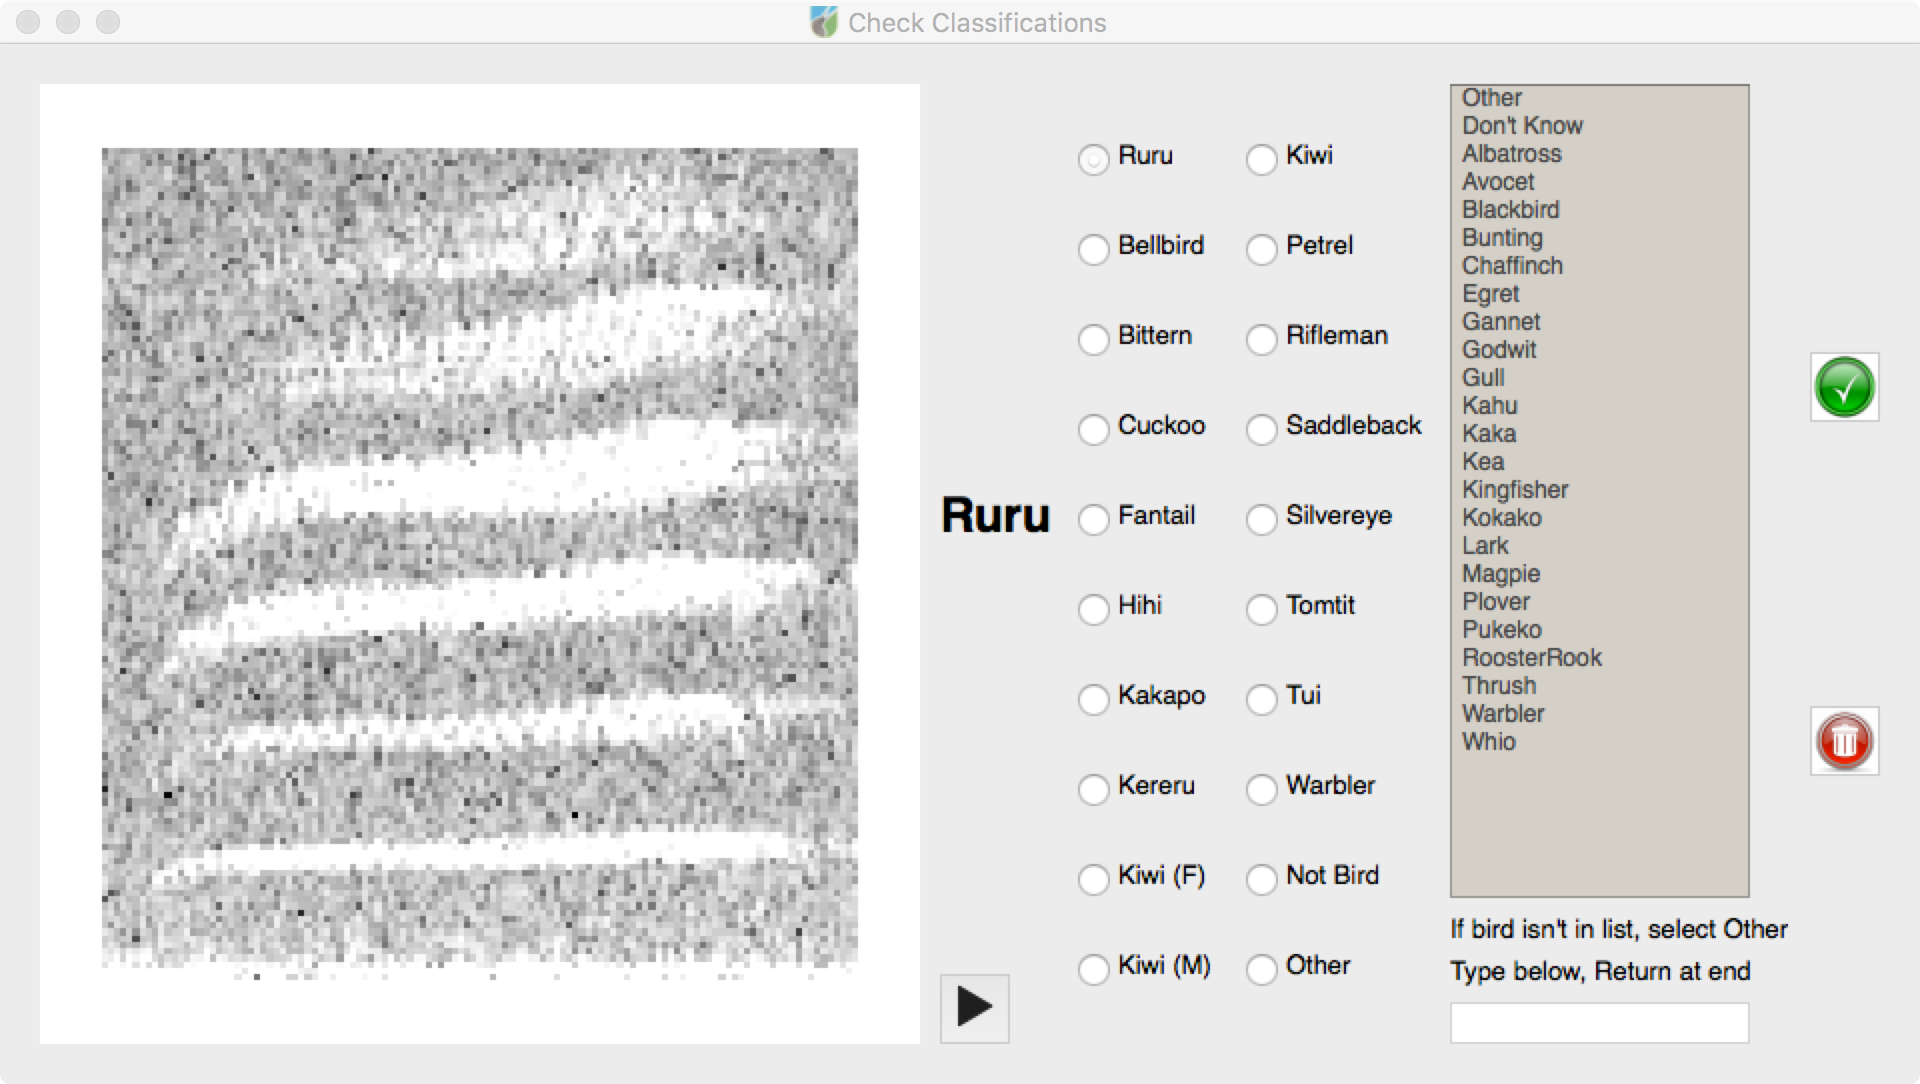 Check Classifications
Ruru
Ruru
Bellbird
Bittern
Cuckoo
Fantail
Hihi
Kakapo
Kereru
Kiwi (F)
Kiwi (M)
Kiwi
Petrel
Rifleman
Saddleback
Silvereye
Tomtit
Tui
Warbler
Not Bird
Other
Other
Don't Know
Albatross
Avocet
Blackbird
Bunting
Chaffinch
Egret
Gannet
Godwit
Gull
Kahu
Kaka
Kea
Kingfisher
Kokako
Lark
Magpie
Plover
Pukeko
RoosterRook
Thrush
Warbler
Whio
If bird isn't in list, select Other
Type below, Return at end